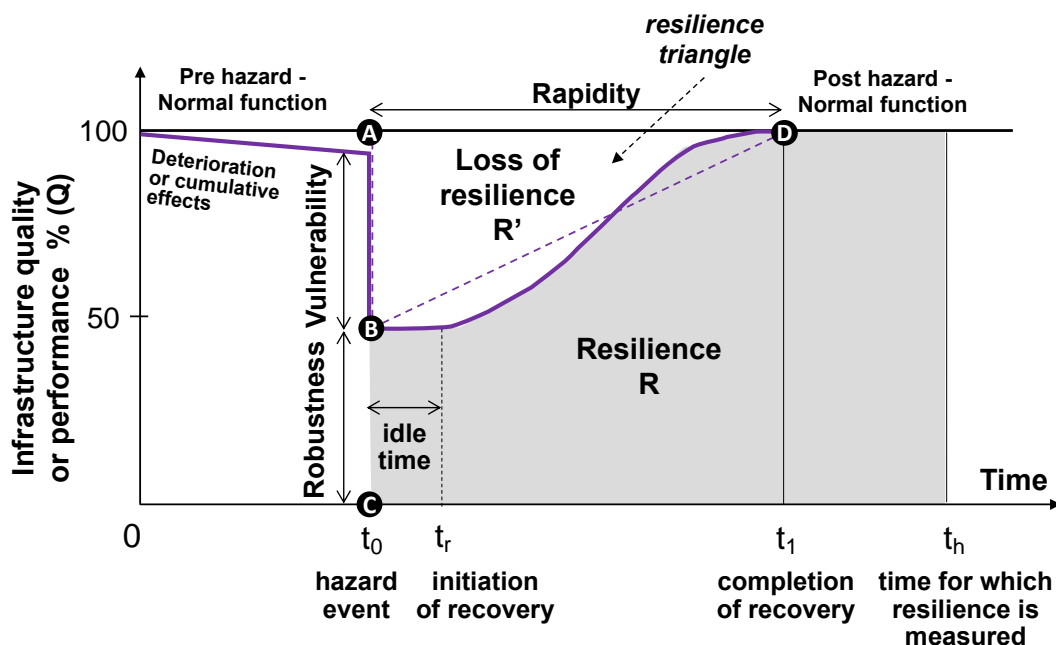 resilience
triangle
Pre hazard -
Normal function
Rapidity
Post hazard -
Normal function
100
A
D
Deterioration
or cumulative
effects
Loss of
resilience
R’
Vulnerability
Infrastructure quality
or performance % (Q)
50
B
Resilience
R
Robustness
idle
time
C
Time
0
t0
tr
t1
th
hazard
event
initiation
of recovery
completion
of recovery
time for which
resilience is
measured